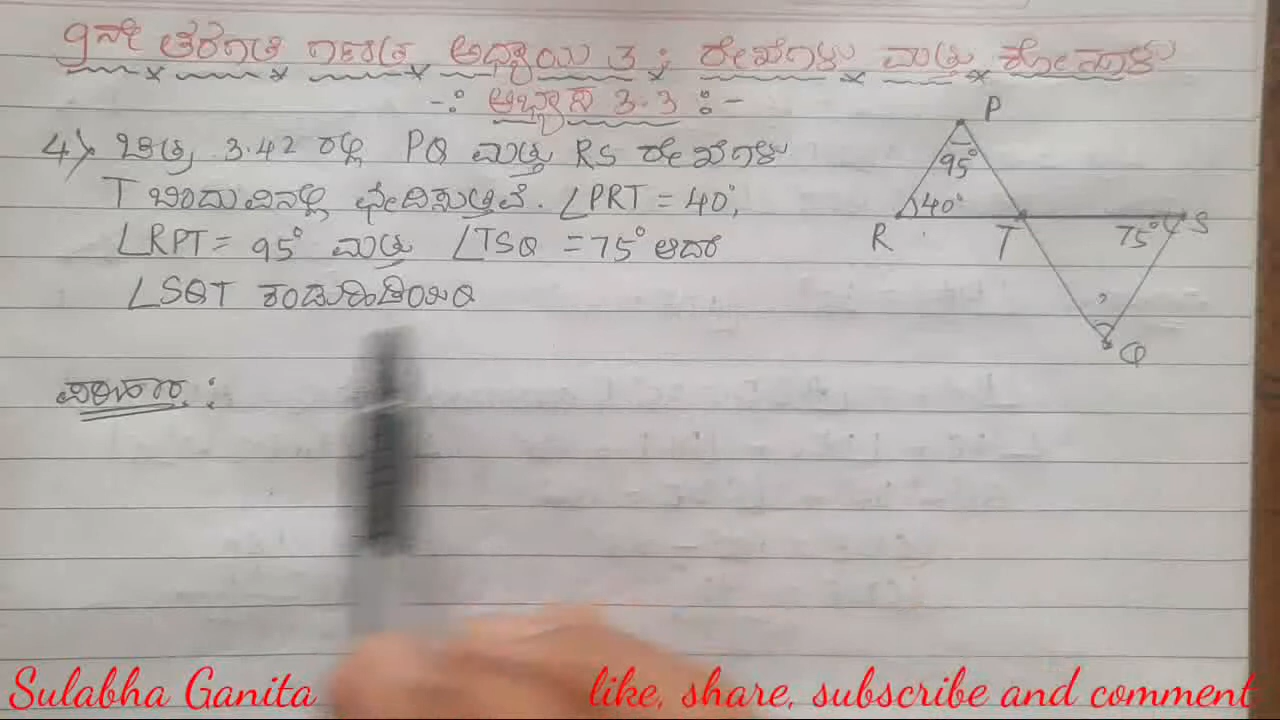 9ನೇ ತರಗತಿ ಗಣಿತ ಅಧ್ಯಾಯ 3 : ರೇಖೆಗಳು ಮತ್ತು ಕೋನಗಳು
-: ಅಭ್ಯಾಸ 3.3 :-
4) ಚಿತ್ರ 3.42 ರಲ್ಲಿ PQ ಮತ್ತು RS ರೇಖೆಗಳು
T ಬಿಂದುವಿನಲ್ಲಿ ಛೇದಿಸುತ್ತವೆ. ∠PRT = 40°,
∠RPT = 95° ಮತ್ತು ∠TSQ = 75° ಆದರೆ
∠SQT ಕಂಡುಹಿಡಿಯಿರಿ
P
95°
40°
R
T
75°
S
?
Q
ಪರಿಹಾರ :
Sulabha Ganita
like, share, subscribe and comment